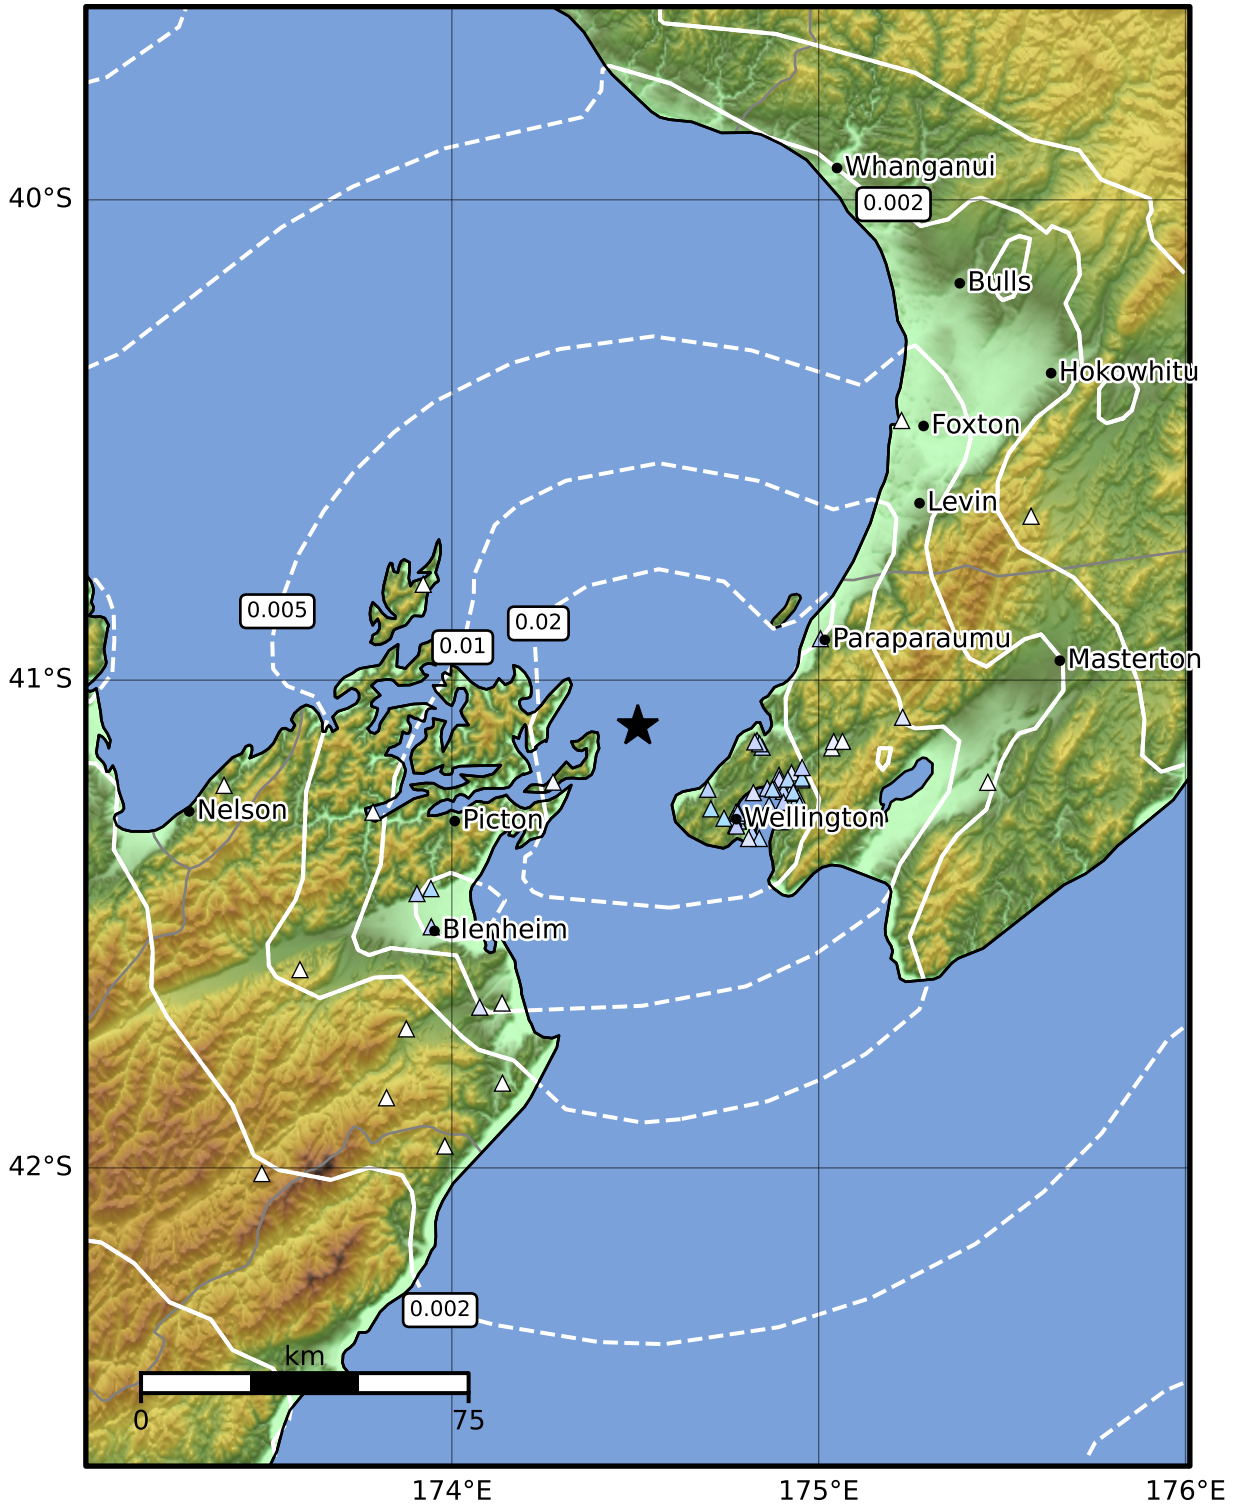 Whanganui
40°S
0.002
Bulls
Hokowhitu
Foxton
Levin
0.005
0.02
0.01
Paraparaumu
Masterton
41°S
Nelson
Picton
Wellington
Blenheim
42°S
0.002
km
0 75
174°E 175°E 176°E